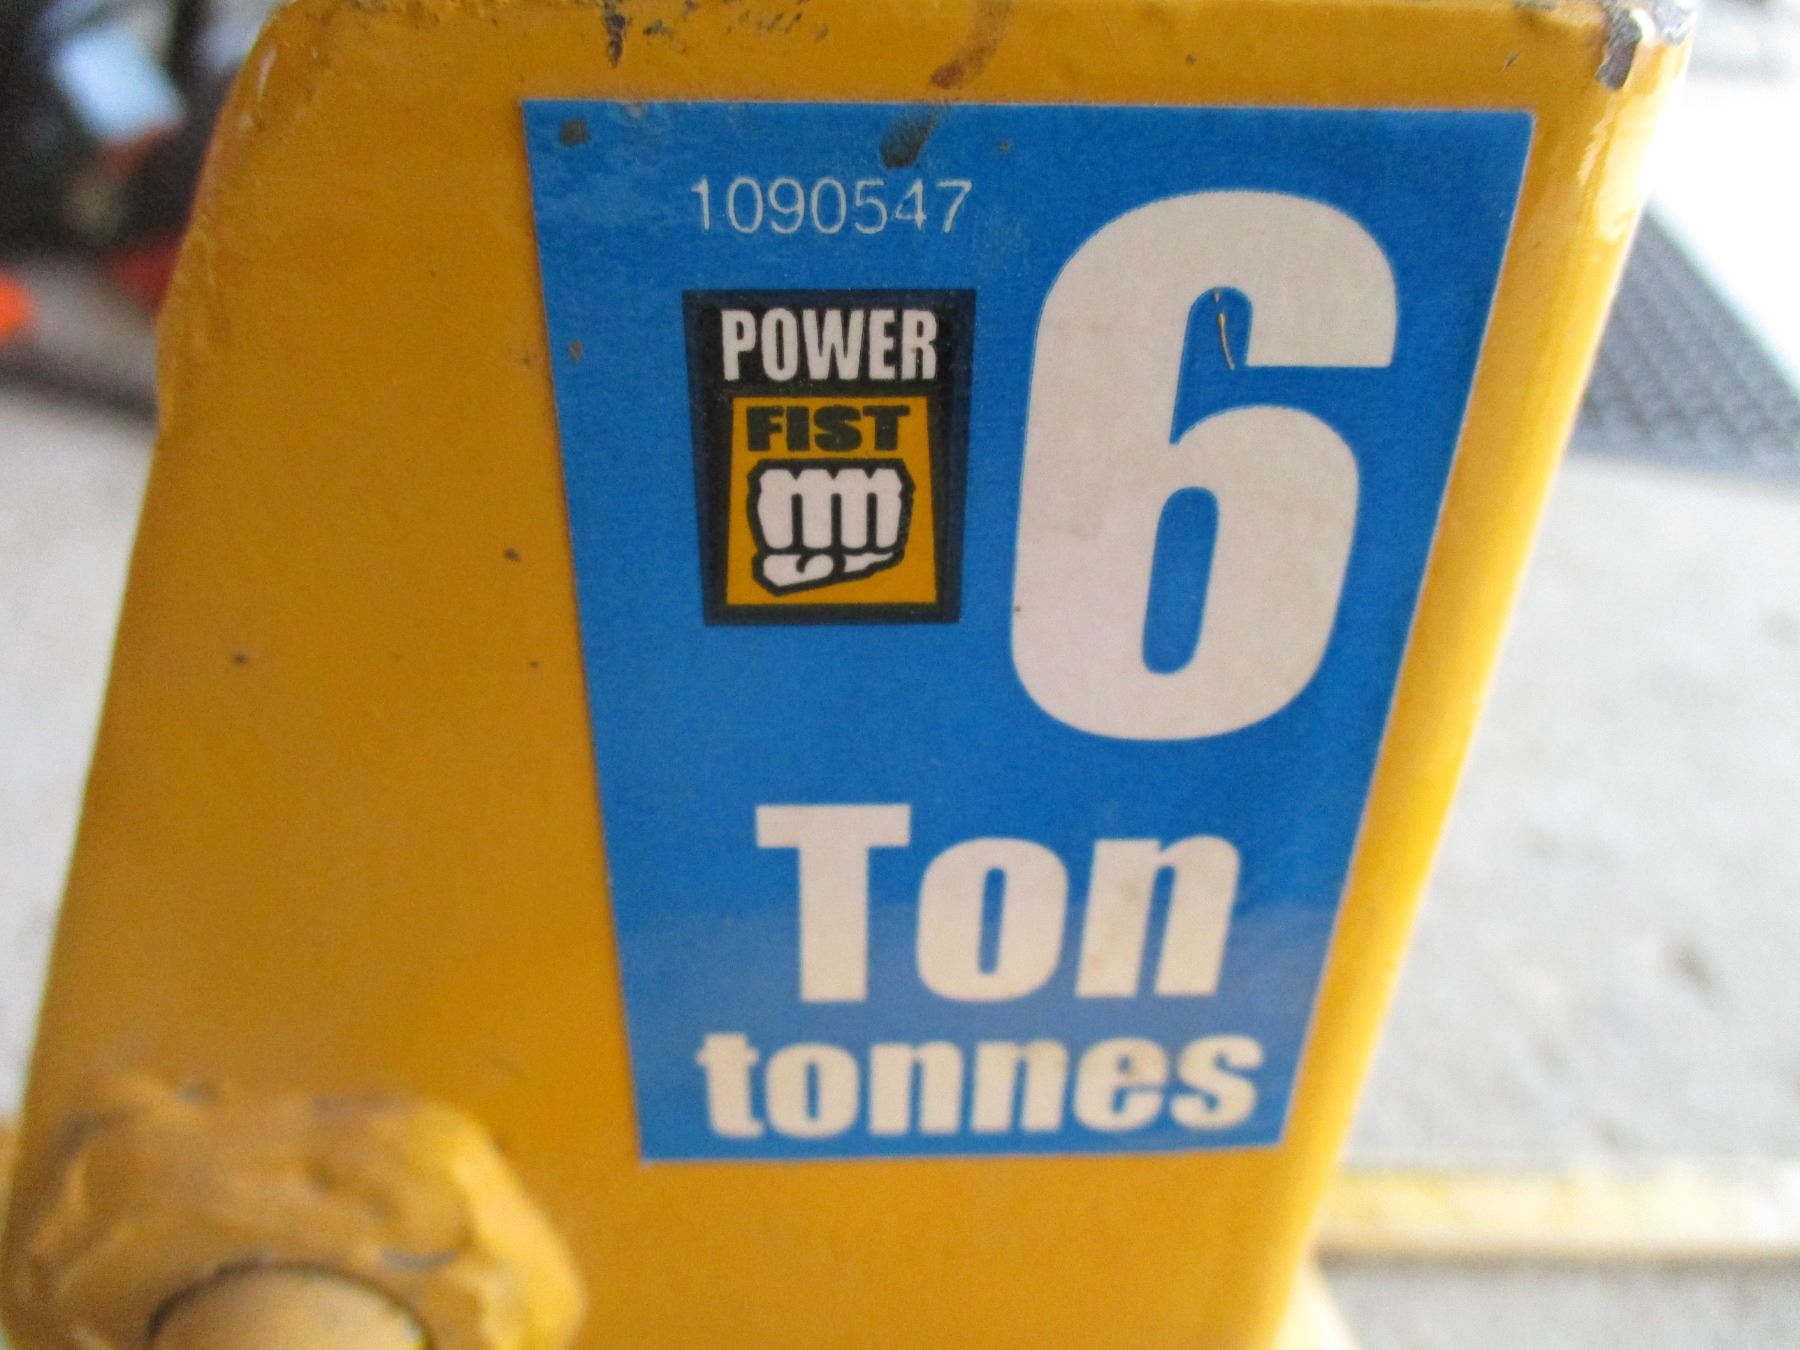 1090547
POWER
FIST
6
Ton
tonnes